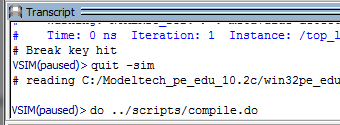 Transcript
# Time: 0 ns Iteration: 1 Instance: /top_l
# Break key hit
VSIM(paused)> quit -sim
# reading C:/Modeltech_pe_edu_10.2c/win32pe_edu
VSIM(paused)> do ../scripts/compile.do